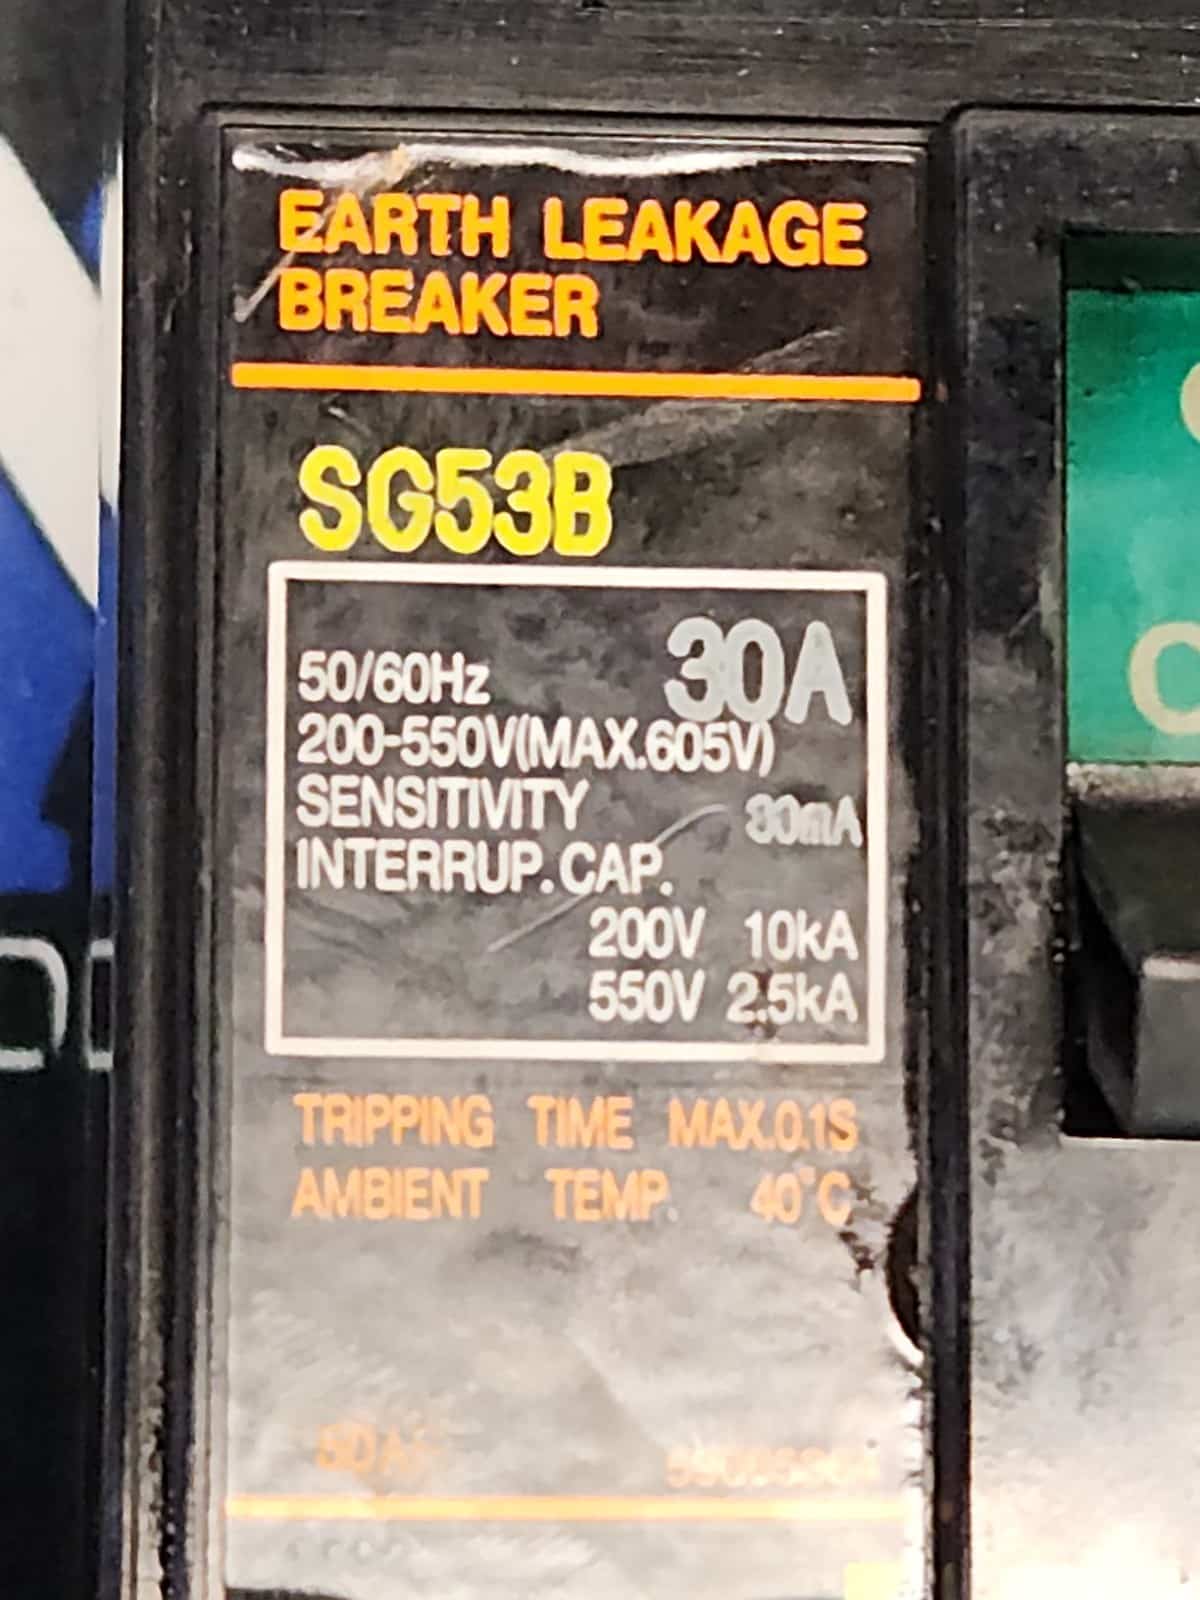 EARTH LEAKAGE
BREAKER
SG53B
30A
50/60Hz
200-550V(MAX.605V)
SENSITIVITY 30mA
INTERRUP.CAP.
200V 10kA
550V 2.5kA
TRIPPING TIME MAX.0.1S
AMBIENT TEMP. 40°C